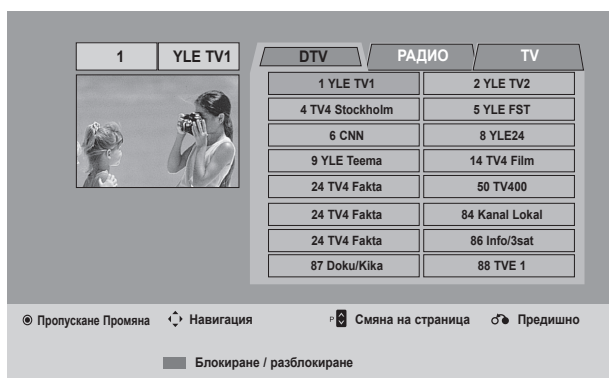 1 YLE TV1 DTV РАДИО TV
1 YLE TV1 2 YLE TV2
4 TV4 Stockholm 5 YLE FST
6 CNN 8 YLE24
9 YLE Teema 14 TV4 Film
24 TV4 Fakta 50 TV400
24 TV4 Fakta 84 Kanal Lokal
24 TV4 Fakta 86 Info/3sat
87 Doku/Kika 88 TVE 1
Пропускане Промяна Навигация P Смяна на страница Предишно
Блокиране / разблокиране